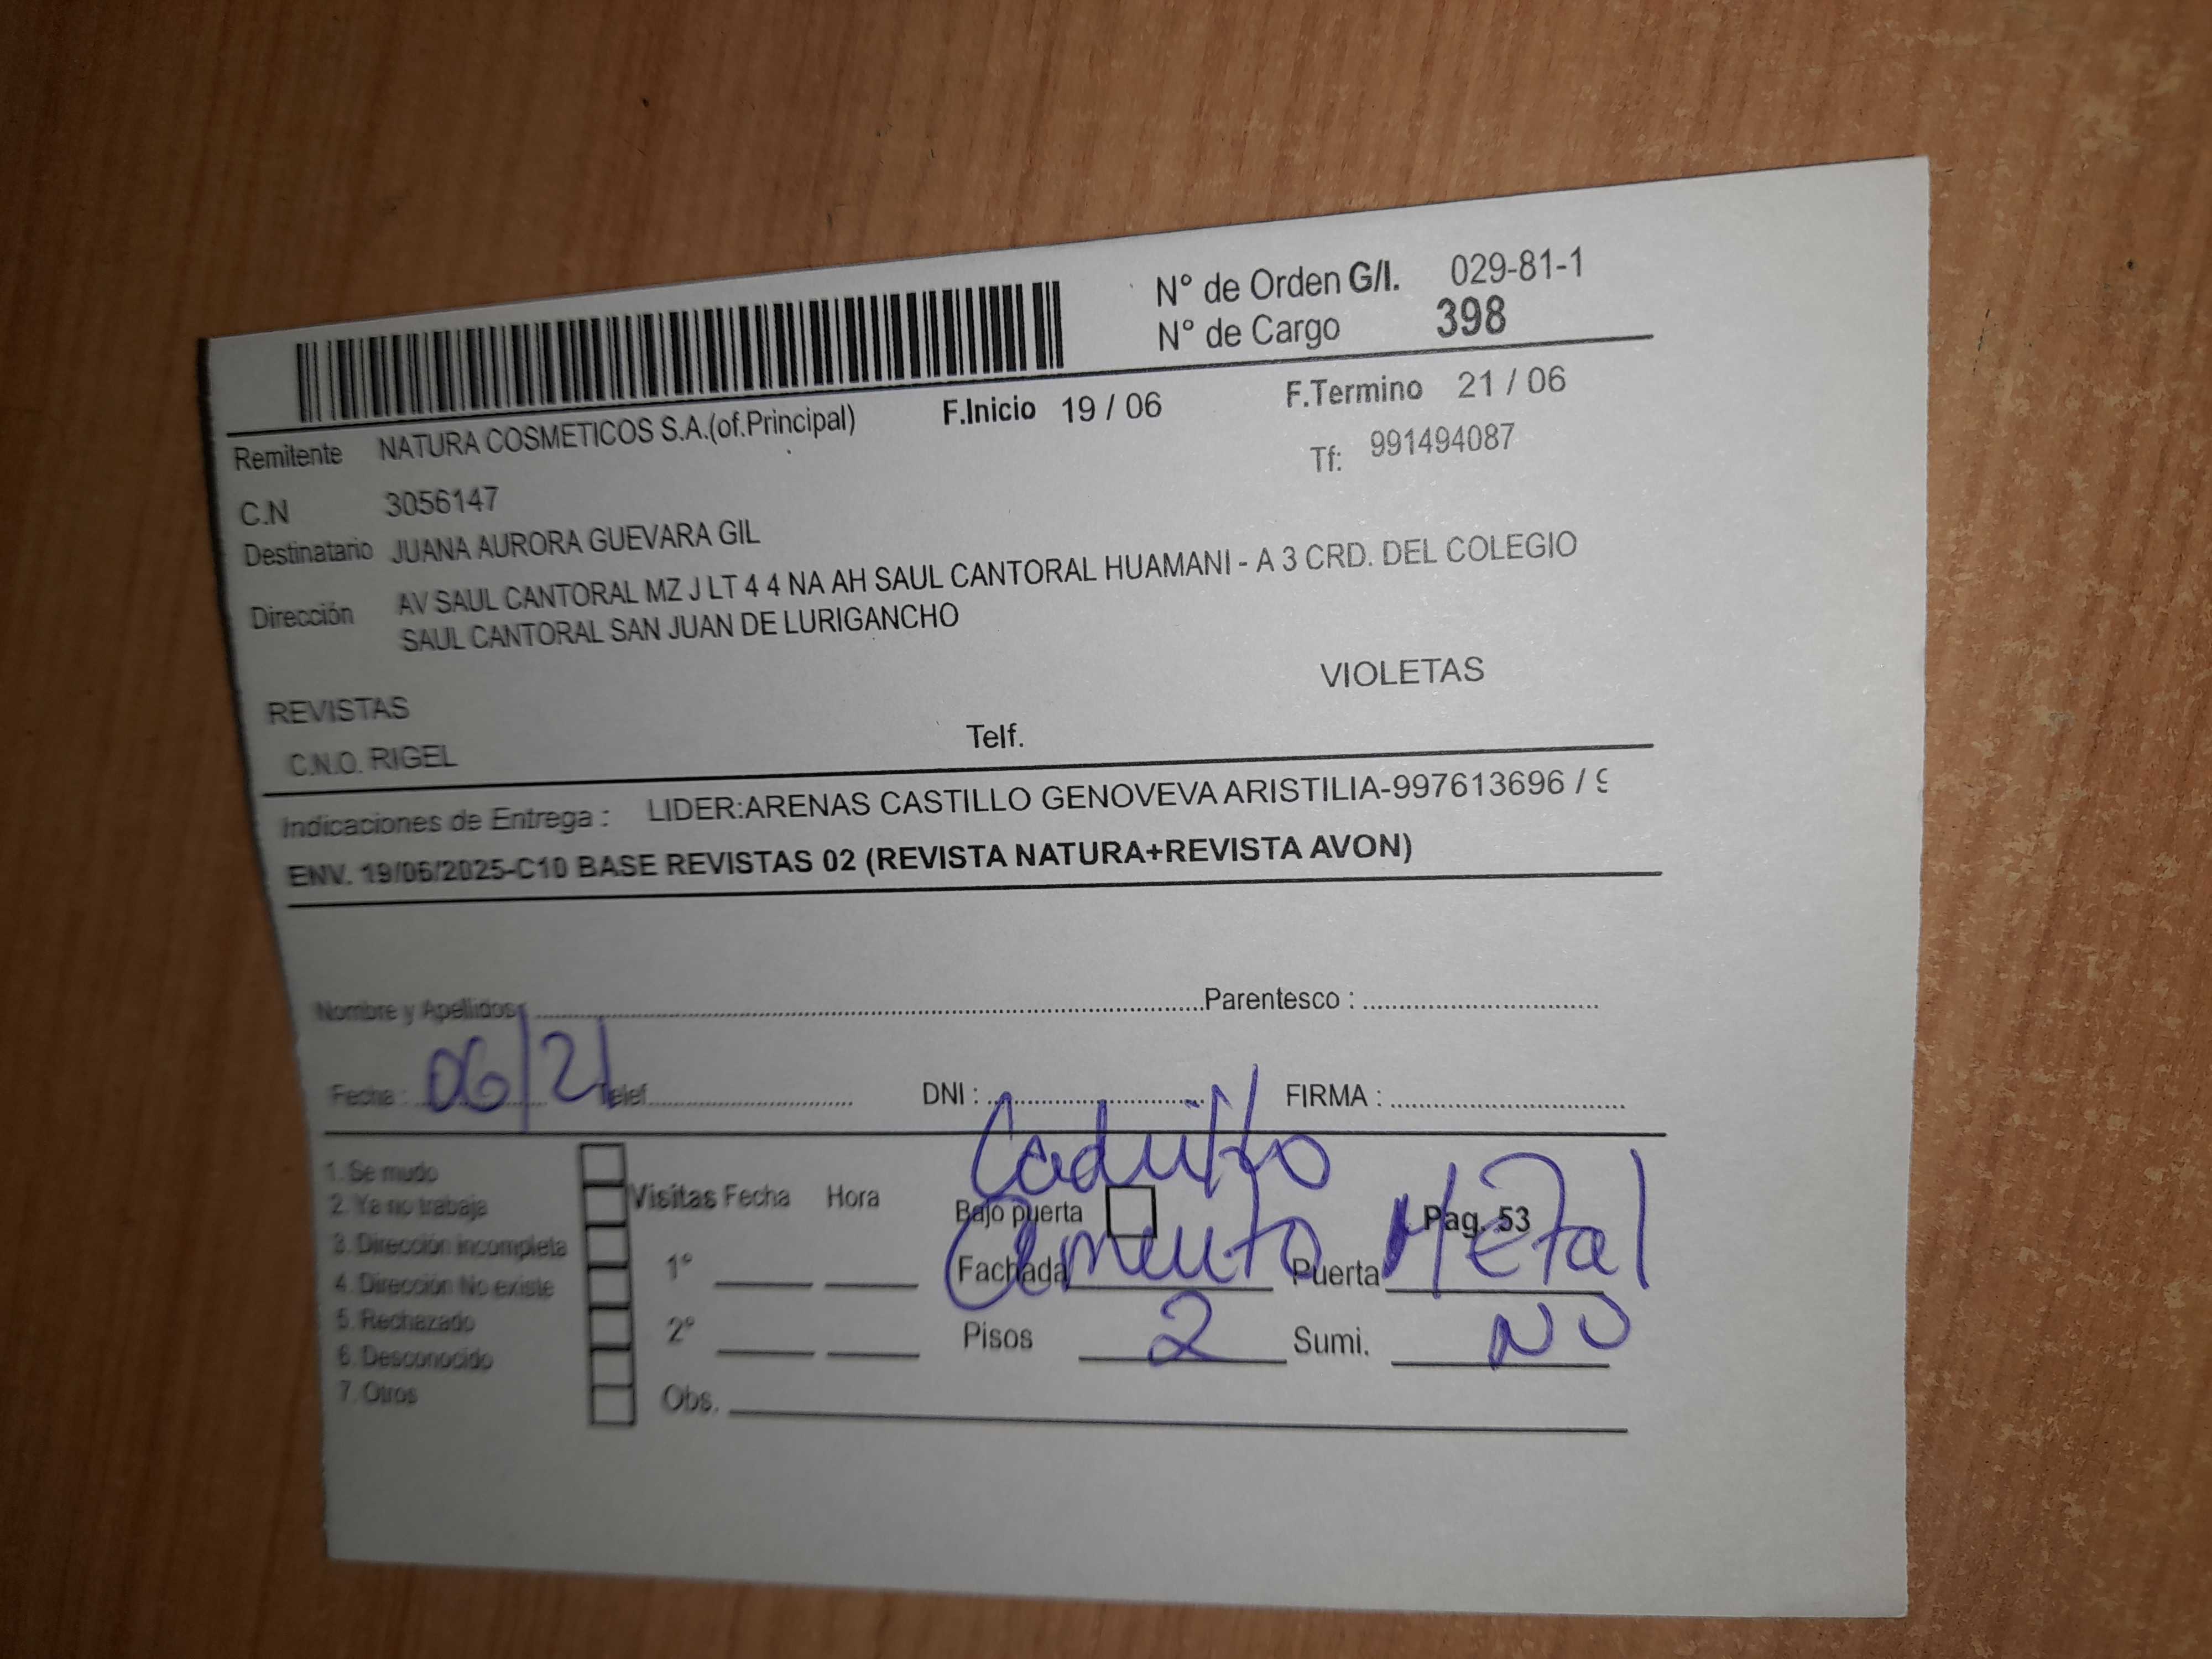 N° de Orden G/I. 029-81-1
N° de Cargo 398
F.Inicio 19 / 06 F.Termino 21 / 06
Remitente NATURA COSMETICOS S.A.(of.Principal)
Tf: 991494087
C.N 3056147
Destinatario JUANA AURORA GUEVARA GIL
Dirección AV SAUL CANTORAL MZ J LT 4 4 NA AH SAUL CANTORAL HUAMANI - A 3 CRD. DEL COLEGIO
SAUL CANTORAL SAN JUAN DE LURIGANCHO
VIOLETAS
REVISTAS
C.N.O. RIGEL Telf.
Indicaciones de Entrega : LIDER:ARENAS CASTILLO GENOVEVA ARISTILIA-997613696 / 9
ENV. 19/06/2025-C10 BASE REVISTAS 02 (REVISTA NATURA+REVISTA AVON)
Nombre y Apellidos: Parentesco :
Fecha : 06/21 Telef. DNI : FIRMA :
1. Se mudo
2. Ya no trabaja
3. Dirección incompleta
4. Dirección No existe
5. Rechazado
6. Desconocido
7. Otros
Visitas Fecha Hora
1°
2°
Obs.
Ladrillo
Bajo puerta Pag. 53
Fachada Cemento Puerta Metal
Pisos 2 Sumi. NO